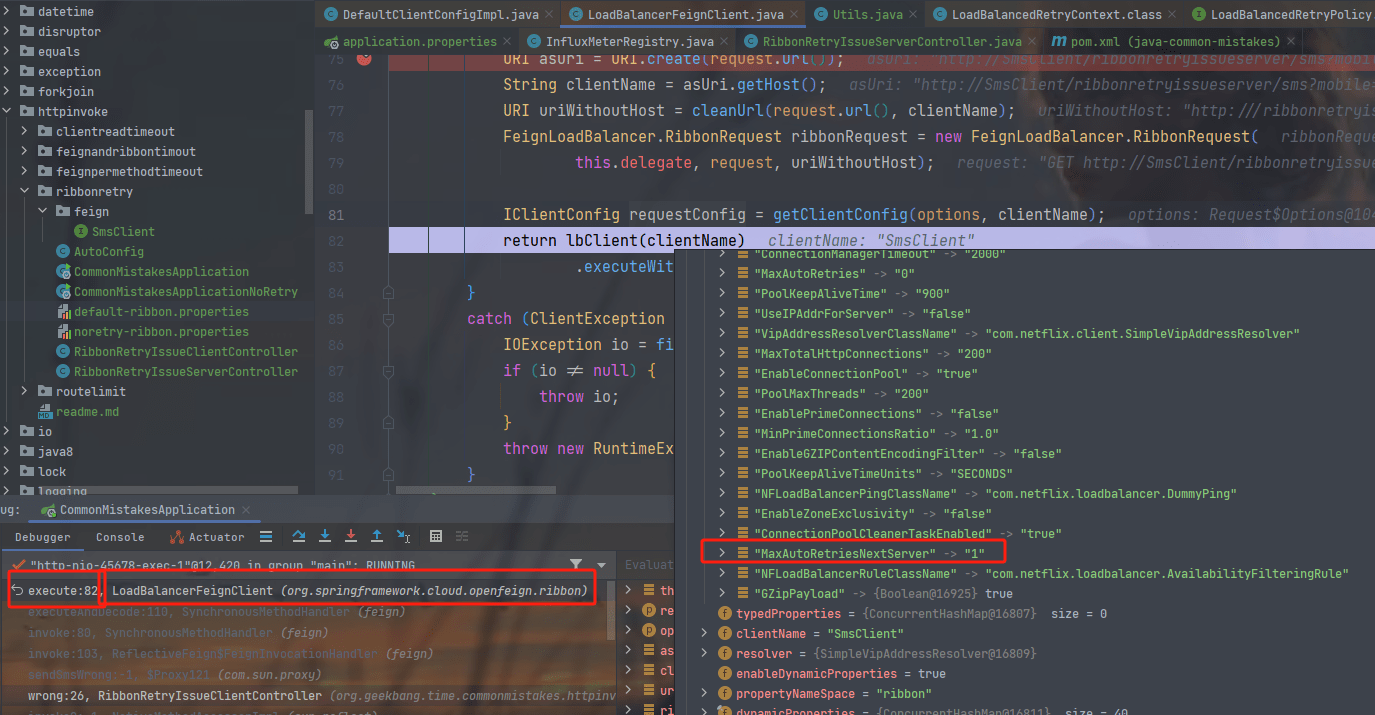 datetime
disruptor
equals
exception
forkjoin
httpinvoke
clientreadtimeout
feignandribbontimout
feignpermethodtimeout
ribbonretry
feign
SmsClient
AutoConfig
CommonMistakesApplication
CommonMistakesApplicationNoRetry
default-ribbon.properties
noretry-ribbon.properties
RibbonRetryIssueClientController
RibbonRetryIssueServerController
routelimit
readme.md
io
java8
lock
logging
DefaultClientConfigImpl.java
LoadBalancerFeignClient.java
Utils.java
LoadBalancedRetryContext.class
LoadBalancedRetryPolicy.
application.properties
InfluxMeterRegistry.java
RibbonRetryIssueServerController.java
pom.xml (java-common-mistakes)
75 URI asUri = URI.create(request.url()); asUri: "http://SmsClient/ribbonretryissueserver/sms?mobil
76 String clientName = asUri.getHost(); asUri: "http://SmsClient/ribbonretryissueserver/sms?mobile
77 URI uriWithoutHost = cleanUrl(request.url(), clientName); uriWithoutHost: "http:///ribbonretryis
78 FeignLoadBalancer.RibbonRequest ribbonRequest = new FeignLoadBalancer.RibbonRequest( ribbonReque
79 this.delegate, request, uriWithoutHost); request: "GET http://SmsClient/ribbonretryissue
80
81 IClientConfig requestConfig = getClientConfig(options, clientName); options: Request$Options@104
82 return lbClient(clientName) clientName: "SmsClient"
83 .executeWit
84 }
85 catch (ClientException
86 IOException io = fi
87 if (io ≠ null) {
88 throw io;
89 }
90 throw new RuntimeEx
91 }
"ConnectionManagerTimeout" -> "2000"
"MaxAutoRetries" -> "0"
"PoolKeepAliveTime" -> "900"
"UseIPAddrForServer" -> "false"
"VipAddressResolverClassName" -> "com.netflix.client.SimpleVipAddressResolver"
"MaxTotalHttpConnections" -> "200"
"EnableConnectionPool" -> "true"
"PoolMaxThreads" -> "200"
"EnablePrimeConnections" -> "false"
"MinPrimeConnectionsRatio" -> "1.0"
"EnableGZIPContentEncodingFilter" -> "false"
"PoolKeepAliveTimeUnits" -> "SECONDS"
"NFLoadBalancerPingClassName" -> "com.netflix.loadbalancer.DummyPing"
"EnableZoneExclusivity" -> "false"
"ConnectionPoolCleanerTaskEnabled" -> "true"
"MaxAutoRetriesNextServer" -> "1"
"NFLoadBalancerRuleClassName" -> "com.netflix.loadbalancer.AvailabilityFilteringRule"
"GZipPayload" -> {Boolean@16925} true
typedProperties = {ConcurrentHashMap@16807} size = 0
clientName = "SmsClient"
resolver = {SimpleVipAddressResolver@16809}
enableDynamicProperties = true
propertyNameSpace = "ribbon"
dynamicProperties = {ConcurrentHashMap@16811} size = 40
ug: CommonMistakesApplication
Debugger Console Actuator
"http-nio-45678-exec-1"@12,420 in group "main": RUNNING
execute:82, LoadBalancerFeignClient (org.springframework.cloud.openfeign.ribbon)
executeAndDecode:110, SynchronousMethodHandler (feign)
invoke:80, SynchronousMethodHandler (feign)
invoke:103, ReflectiveFeign$FeignInvocationHandler (feign)
sendSmsWrong:-1, $Proxy121 (com.sun.proxy)
wrong:26, RibbonRetryIssueClientController (org.geekbang.time.commonmistakes.httpinv
Evaluat
th
re
op
as
cl
ur
ri